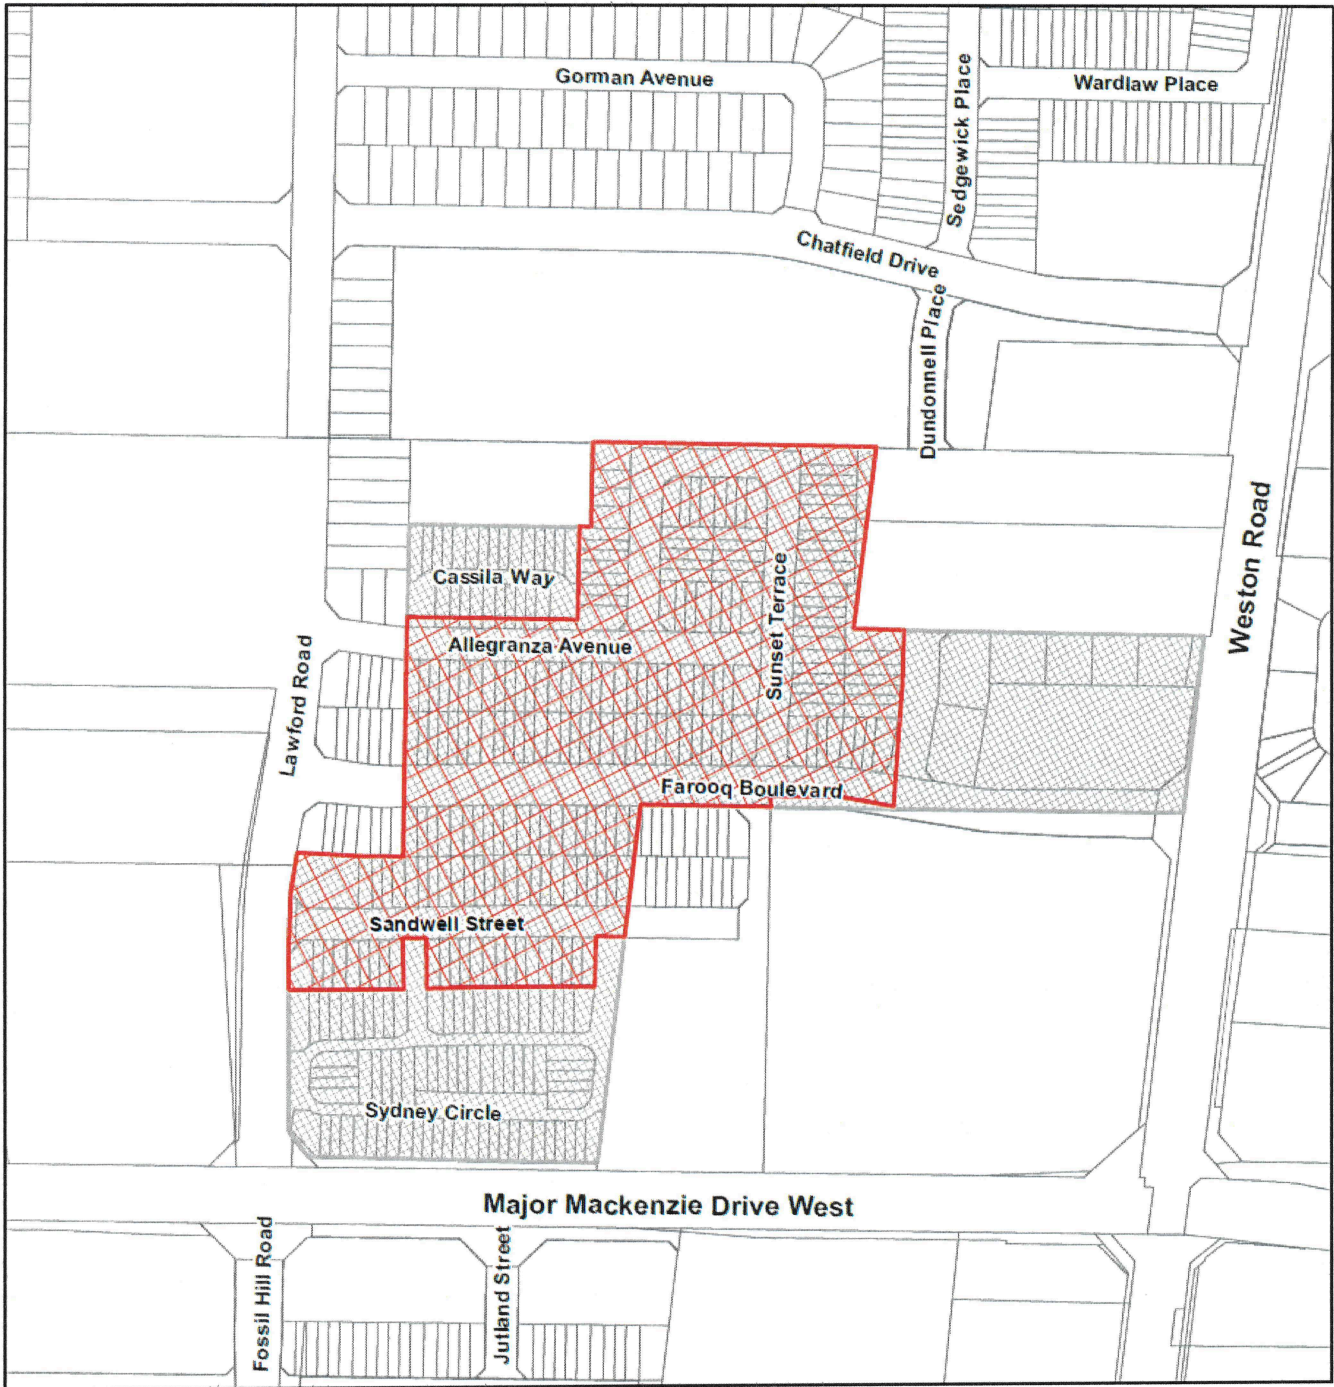 Gorman Avenue
Wardlaw Place
Sedgewick Place
Chatfield Drive
Dundonnell Place
Weston Road
Cassila Way
Allegranza Avenue
Sunset Terrace
Lawford Road
Farooq Boulevard
Sandwell Street
Sydney Circle
Major Mackenzie Drive West
Fossil Hill Road
Jutland Street